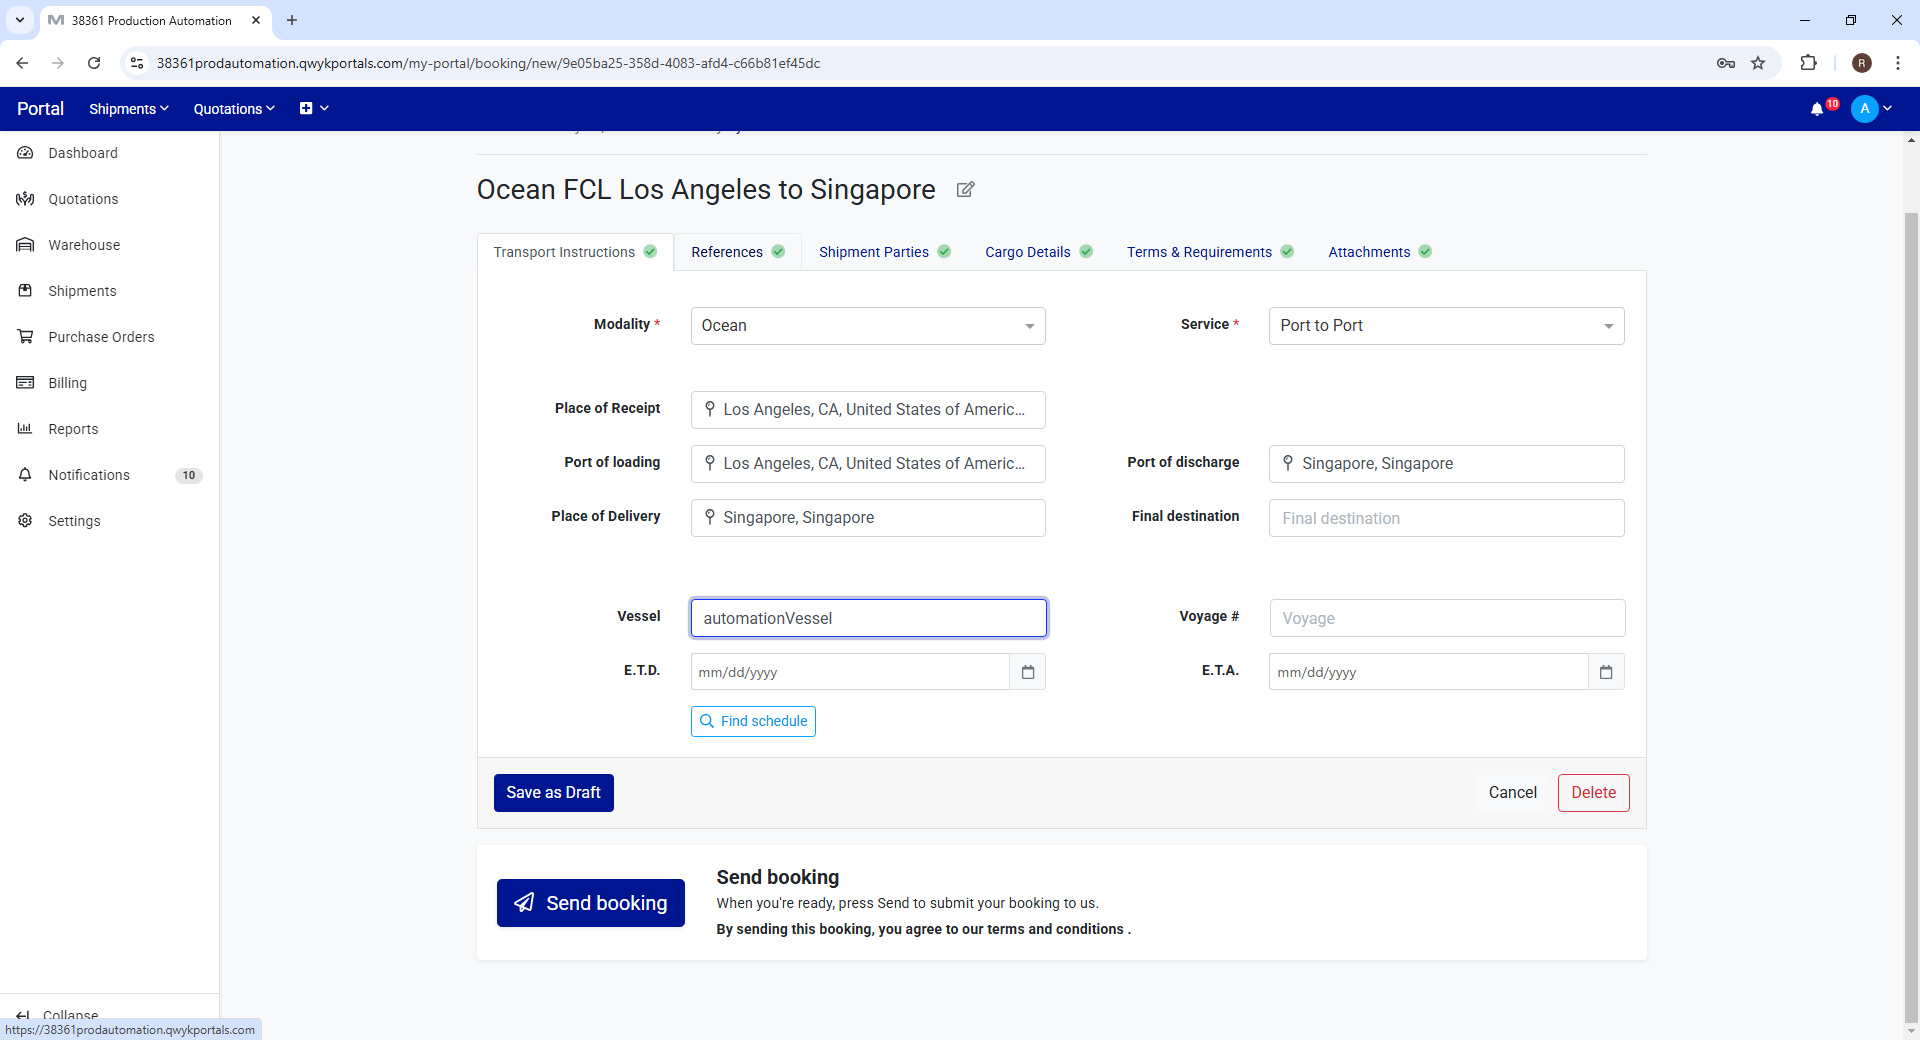 38361 Production Automation
38361prodautomation.qwykportals.com/my-portal/booking/new/9e05ba25-358d-4083-afd4-c66b81ef45dc
R
Portal
Shipments
Quotations
10
A
Dashboard
Quotations
Warehouse
Shipments
Purchase Orders
Billing
Reports
Notifications 10
Settings
Collapse
https://38361prodautomation.qwykportals.com
Ocean FCL Los Angeles to Singapore
Transport Instructions
References
Shipment Parties
Cargo Details
Terms & Requirements
Attachments
Modality * Ocean
Service * Port to Port
Place of Receipt Los Angeles, CA, United States of Americ...
Port of loading Los Angeles, CA, United States of Americ...
Port of discharge Singapore, Singapore
Place of Delivery Singapore, Singapore
Final destination Final destination
Vessel automationVessel
Voyage # Voyage
E.T.D. mm/dd/yyyy
E.T.A. mm/dd/yyyy
Find schedule
Save as Draft
Cancel
Delete
Send booking
Send booking
When you're ready, press Send to submit your booking to us.
By sending this booking, you agree to our terms and conditions .